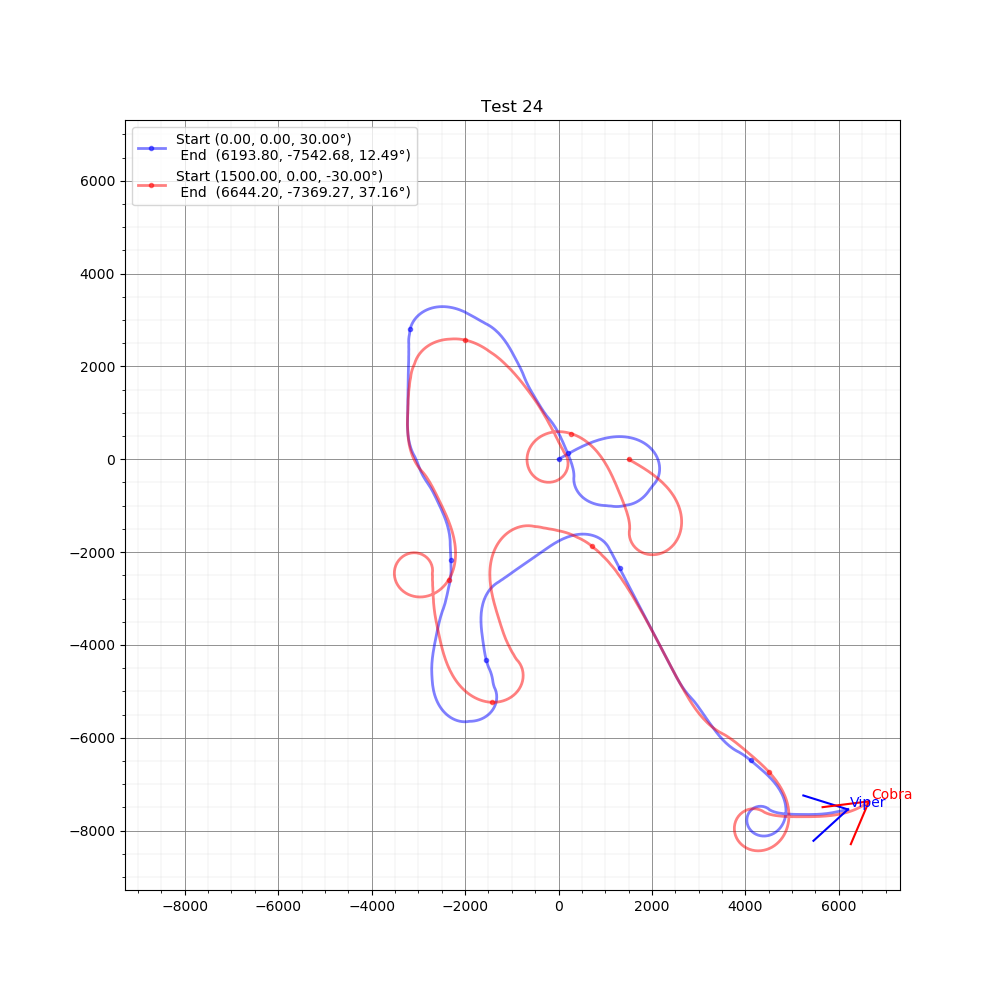 Test 24
Start (0.00, 0.00, 30.00°)
End  (6193.80, -7542.68, 12.49°)
Start (1500.00, 0.00, -30.00°)
End  (6644.20, -7369.27, 37.16°)
6000
4000
2000
0
−2000
−4000
−6000
−8000
Cobra
Viper
−8000 −6000 −4000 −2000 0 2000 4000 6000